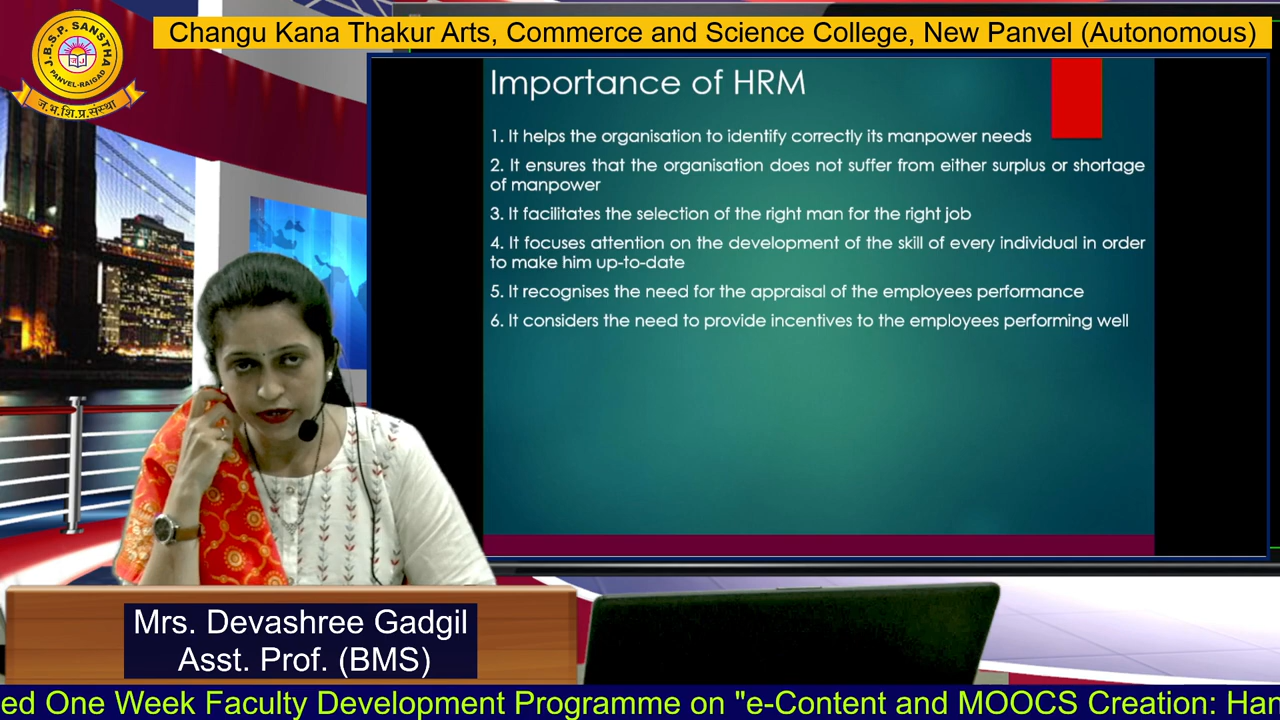 J.B.S.P. SANSTHA
PANVEL-RAIGAD
ज.भ.शि.प्र.संस्था
Changu Kana Thakur Arts, Commerce and Science College, New Panvel (Autonomous)
Importance of HRM
1. It helps the organisation to identify correctly its manpower needs
2. It ensures that the organisation does not suffer from either surplus or shortage
of manpower
3. It facilitates the selection of the right man for the right job
4. It focuses attention on the development of the skill of every individual in order
to make him up-to-date
5. It recognises the need for the appraisal of the employees performance
6. It considers the need to provide incentives to the employees performing well
Mrs. Devashree Gadgil
Asst. Prof. (BMS)
ed One Week Faculty Development Programme on "e-Content and MOOCS Creation: Han